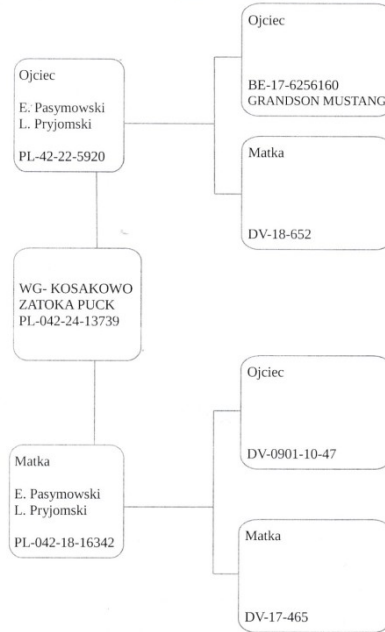 Ojciec
E. Pasymowski
L. Pryjomski
PL-42-22-5920
Ojciec
BE-17-6256160
GRANDSON MUSTANG
Matka
DV-18-652
WG- KOSAKOWO
ZATOKA PUCK
PL-042-24-13739
Matka
E. Pasymowski
L. Pryjomski
PL-042-18-16342
Ojciec
DV-0901-10-47
Matka
DV-17-465